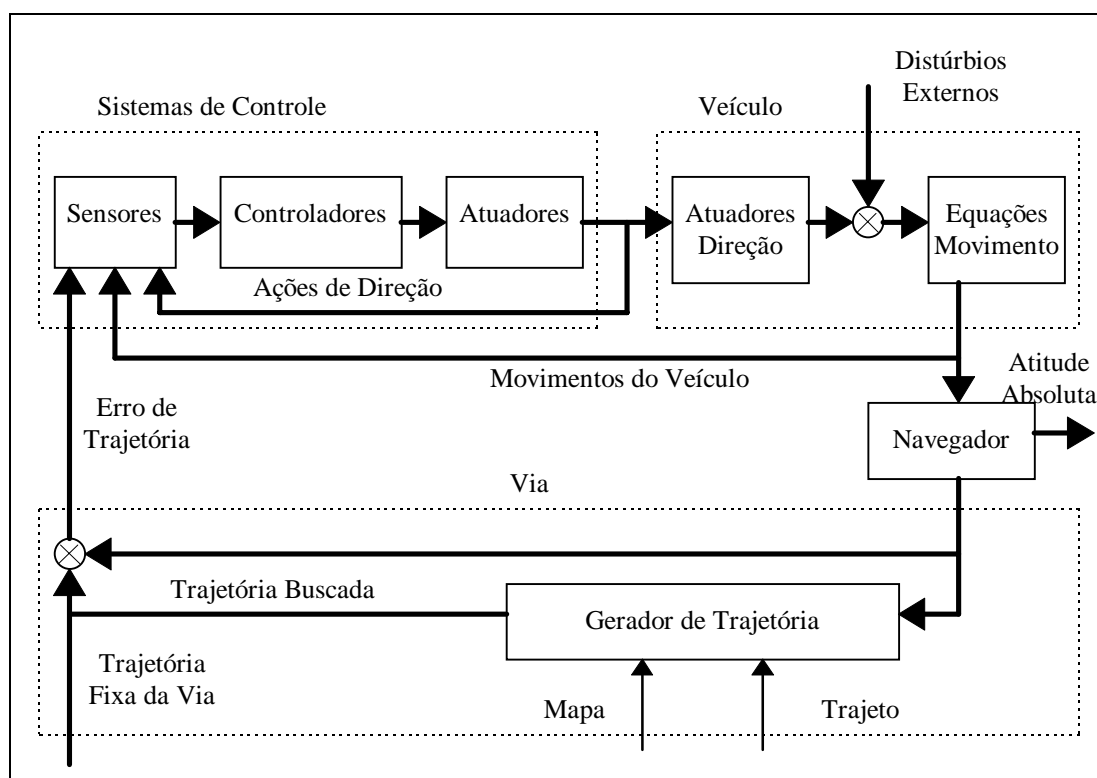 Distúrbios
Externos
Sistemas de Controle
Veículo
Sensores
Controladores
Atuadores
Atuadores
Direção
Equações
Movimento
Ações de Direção
Movimentos do Veículo
Atitude
Absoluta
Erro de
Trajetória
Navegador
Via
Trajetória Buscada
Gerador de Trajetória
Trajetória
Fixa da Via
Mapa
Trajeto